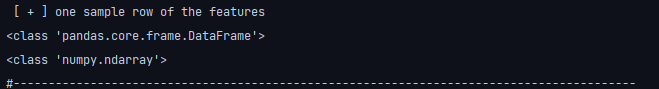 [ + ] one sample row of the features
<class 'pandas.core.frame.DataFrame'>
<class 'numpy.ndarray'>
#----------------------------------------------------------------------------------------